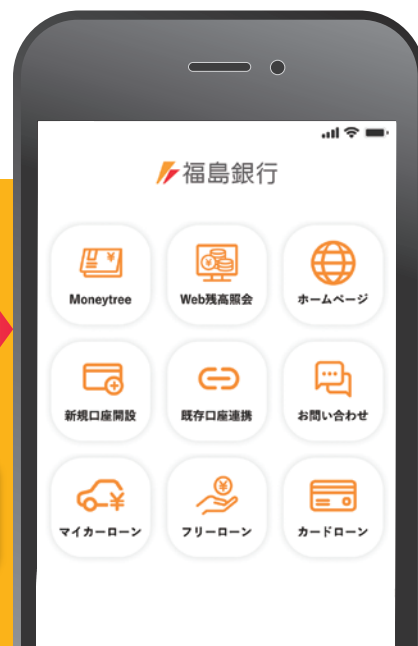 福島銀行
Moneytree
Web残高照会
ホームページ
新規口座開設
既存口座連携
お問い合わせ
マイカーローン
フリーローン
カードローン